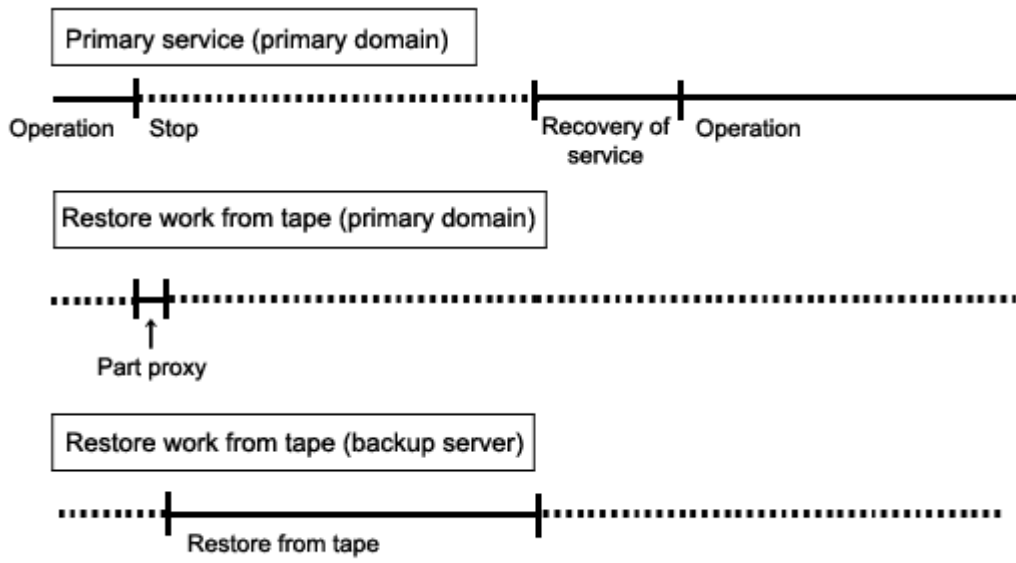 Primary service (primary domain)
Operation
Stop
Recovery of
service
Operation
Restore work from tape (primary domain)
Part proxy
Restore work from tape (backup server)
Restore from tape